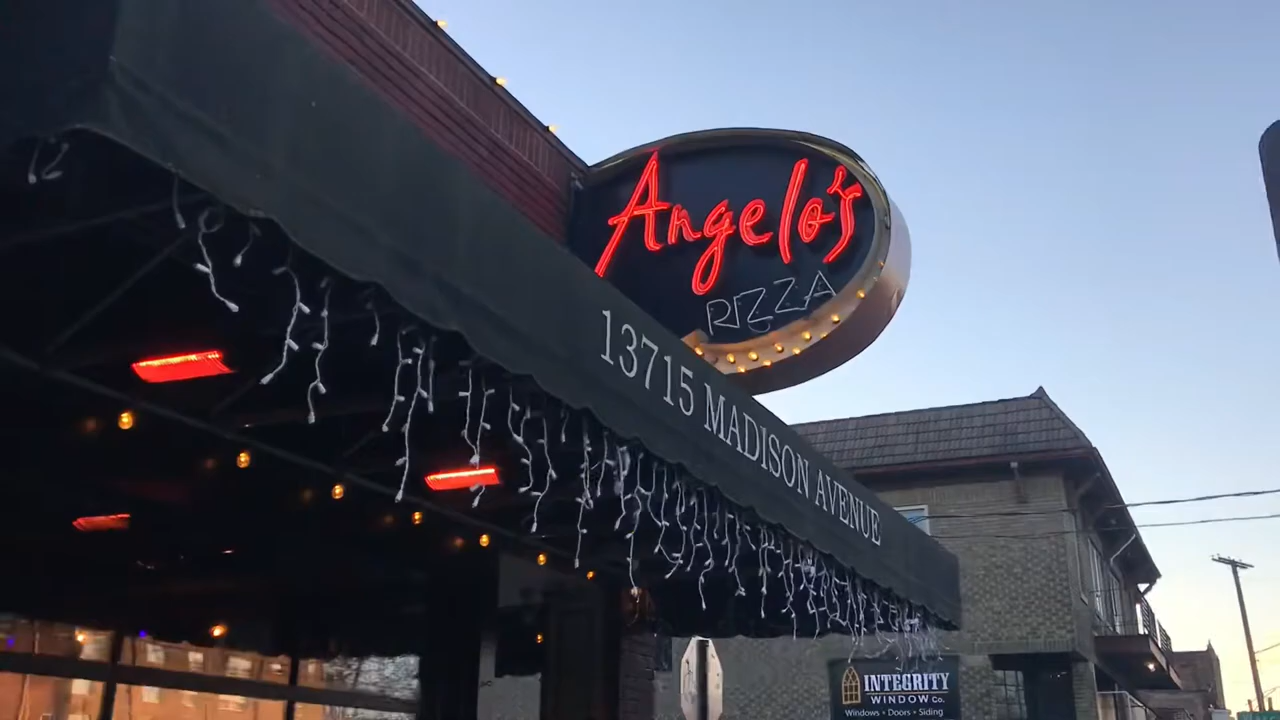 Angelo's
PIZZA
13715 MADISON AVENUE
INTEGRITY
WINDOW Co.
Windows • Doors • Siding